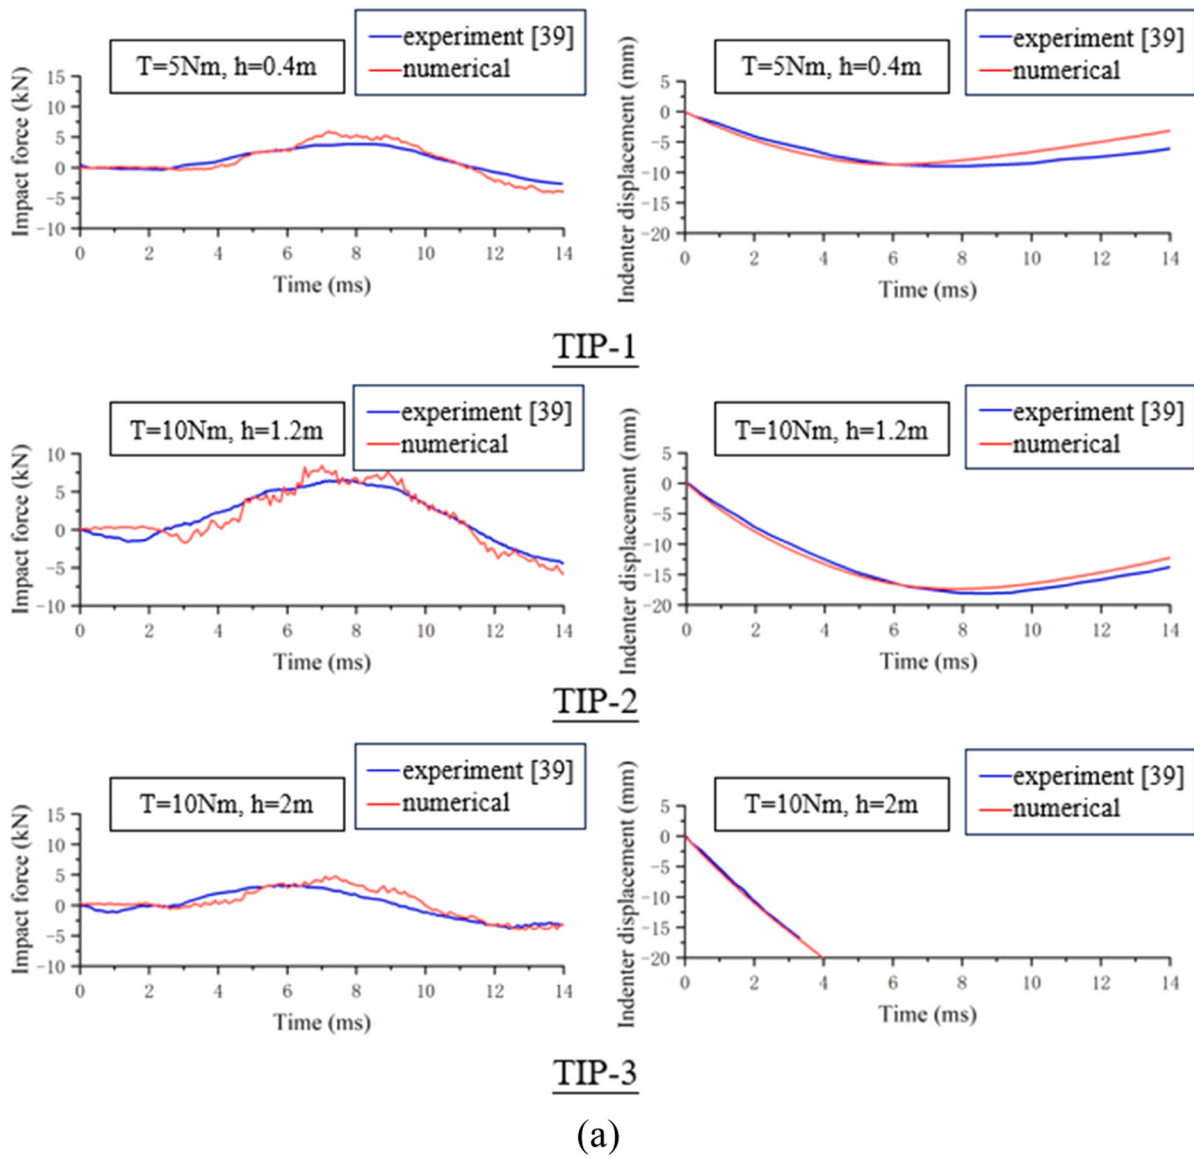 experiment [39]
numerical
T=5Nm, h=0.4m
Impact force (kN)
15
10
5
0
−5
−10
0 2 4 6 8 10 12 14
Time (ms)
experiment [39]
numerical
T=5Nm, h=0.4m
Indenter displacement (mm)
5
0
−5
−10
−15
−20
0 2 4 6 8 10 12 14
Time (ms)
TIP-1
experiment [39]
numerical
T=10Nm, h=1.2m
Impact force (kN)
10
5
0
−5
−10
0 2 4 6 8 10 12 14
Time (ms)
experiment [39]
numerical
T=10Nm, h=1.2m
Indenter displacement (mm)
5
0
−5
−10
−15
−20
0 2 4 6 8 10 12 14
Time (ms)
TIP-2
experiment [39]
numerical
T=10Nm, h=2m
Impact force (kN)
15
10
5
0
−5
−10
0 2 4 6 8 10 12 14
Time (ms)
experiment [39]
numerical
T=10Nm, h=2m
Indenter displacement (mm)
5
0
−5
−10
−15
−20
0 2 4 6 8 10 12 14
Time (ms)
TIP-3
(a)